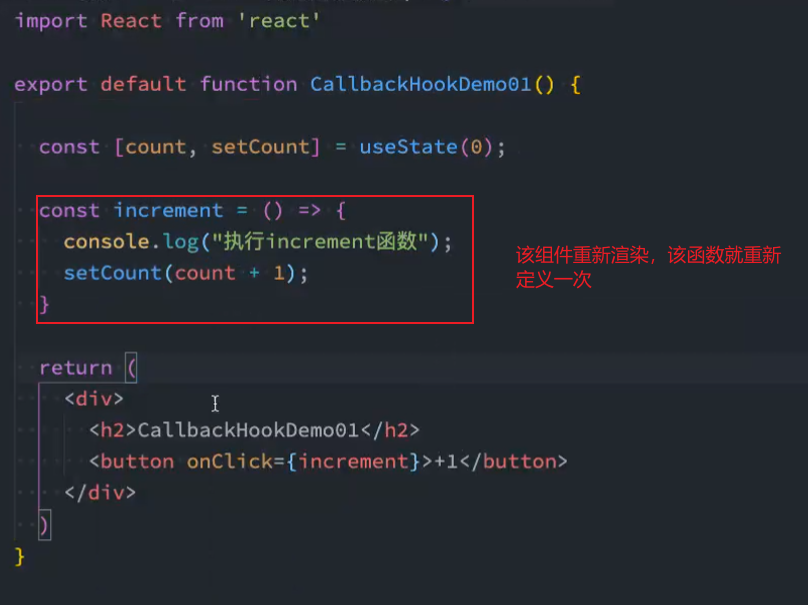 import React from 'react'
export default function CallbackHookDemo01() {
const [count, setCount] = useState(0);
const increment = () => {
console.log("执行increment函数");
setCount(count + 1);
}
该组件重新渲染，该函数就重新
定义一次
return (
<div>
<h2>CallbackHookDemo01</h2>
<button onClick={increment}>+1</button>
</div>
)
}